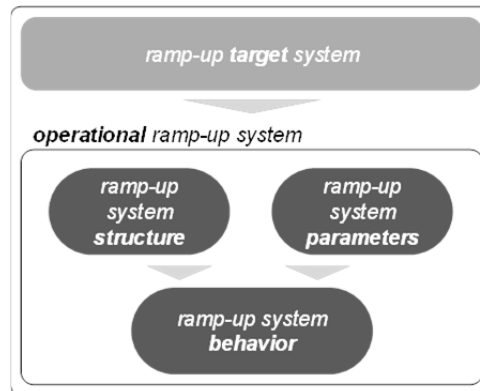 ramp-up target system
operational ramp-up system
ramp-up
system
structure
ramp-up
system
parameters
ramp-up system
behavior